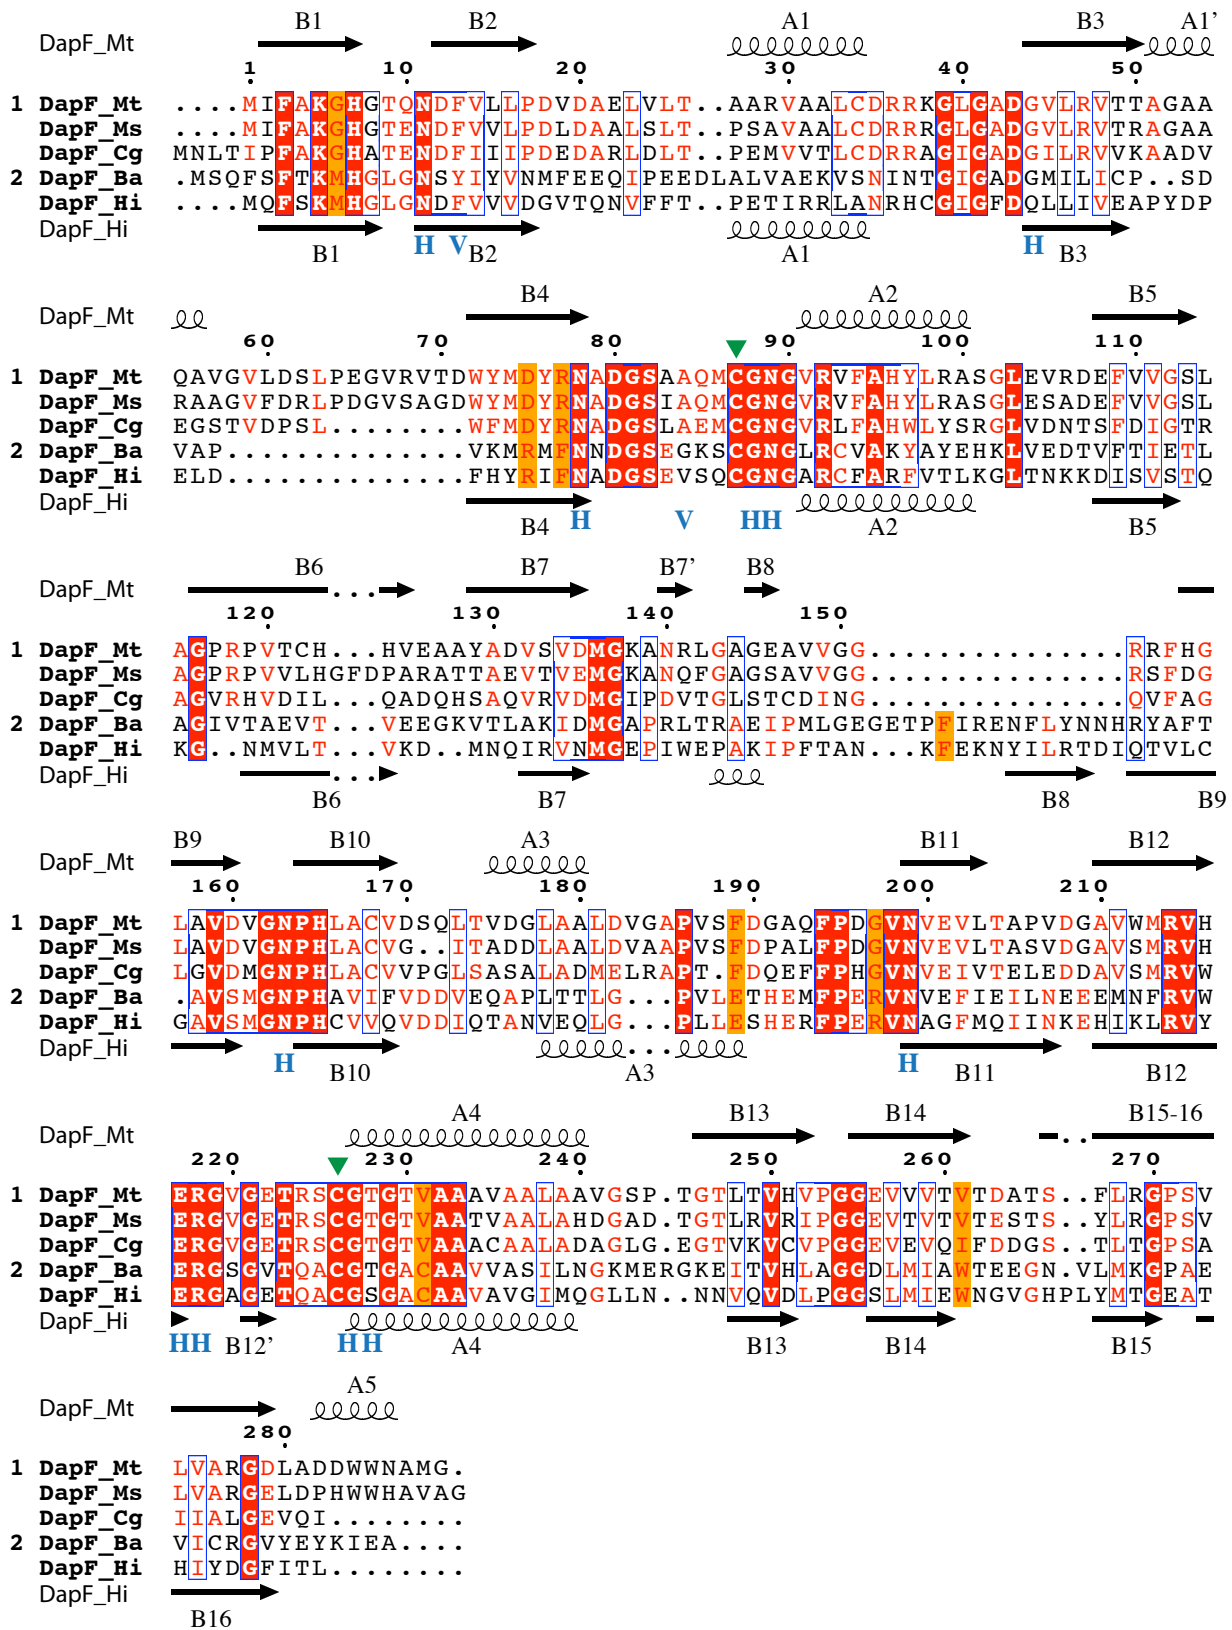 B1 B2 A1 B3 A1’
DapF_Mt
1 10 20 30 40 50
1 DapF_Mt ....MIFAKGHGTQNDFVLLPDVDAELVLT..AARVAALCDRRKGLGADGVLRVTTAGAA
DapF_Ms ....MIFAKGHGTENDFVVLPDLDAALSLT..PSAVAALCDRRRGLGADGVLRVTRAGAA
DapF_Cg MNLTIPFAKGHATENDFIIIPDEDARLDLT..PEMVVTLCDRRAGIGADGILRVVKAADV
2 DapF_Ba .MSQFSFTKMHGLGNSYIYVNMFEEQIPEEDLALVAEKVSNINTGIGADGMILICP..SD
DapF_Hi ....MQFSKMHGLGNDFVVVDGVTQNVFFT..PETIRRLANRHCGIGFDQLLIVEAPYDP
DapF_Hi
B1 H V B2 A1 H B3
B4 A2 B5
DapF_Mt
60 70 80 90 100 110
1 DapF_Mt QAVGVLDSLPEGVRVTDWYMDYRNADGSAAQMCGNGVRVFAHYLRASGLEVRDEFVVGSL
DapF_Ms RAAGVFDRLPDGVSAGDWYMDYRNADGSIAQMCGNGVRVFAHYLRASGLESADEFVVGSL
DapF_Cg EGSTVDPSL........WFMDYRNADGSLAEMCGNGVRLFAHWLYSRGLVDNTSFDIGTR
2 DapF_Ba VAP..............VKMRMFNNDGSEGKSCGNGLRCVAKYAYEHKLVEDTVFTIETL
DapF_Hi ELD..............FHYRIFNADGSEVSQCGNGARCFARFVTLKGLTNKKDISVSTQ
DapF_Hi
B4 H V HH A2 B5
B6 B7 B7’ B8
DapF_Mt ...
120 130 140 150
1 DapF_Mt AGPRPVTCH...HVEAAYADVSVDMGKANRLGAGEAVVGG...............RRFHG
DapF_Ms AGPRPVVLHGFDPARATTAEVTVEMGKANQFGAGSAVVGG...............RSFDG
DapF_Cg AGVRHVDIL...QADQHSAQVRVDMGIPDVTGLSTCDING...............QVFAG
2 DapF_Ba AGIVTAEVT...VEEGKVTLAKIDMGAPRLTRAEIPMLGEGETPFIRENFLYNNHRYAFT
DapF_Hi KG..NMVLT...VKD..MNQIRVNMGEPIWEPAKIPFTAN...KFEKNYILRTDIQTVLC
DapF_Hi ...
B6 B7 B8 B9
B9 B10 A3 B11 B12
DapF_Mt
160 170 180 190 200 210
1 DapF_Mt LAVDVGNPHLACVDSQLTVDGLAALDVGAPVSFDGAQFPDGVNVEVLTAPVDGAVWMRVH
DapF_Ms LAVDVGNPHLACVG..ITADDLAALDVAAPVSFDPALFPDGVNVEVLTASVDGAVSMRVH
DapF_Cg LGVDMGNPHLACVVPGLSASALADMELRAPT.FDQEFFPHGVNVEIVTELEDDAVSMRVW
2 DapF_Ba .AVSMGNPHAVIFVDDVEQAPLTTLG...PVLETHEMFPERVNVEFIEILNEEEMNFRVW
DapF_Hi GAVSMGNPHCVVQVDDIQTANVEQLG...PLLESHERFPERVNAGFMQIINKEHIKLRVY
DapF_Hi ...
H B10 A3 H B11 B12
A4 B13 B14 B15-16
DapF_Mt ..
220 230 240 250 260 270
1 DapF_Mt ERGVGETRSCGTGTVAAAVAALAAVGSP.TGTLTVHVPGGEVVVTVTDATS..FLRGPSV
DapF_Ms ERGVGETRSCGTGTVAATVAALAHDGAD.TGTLRVRIPGGEVTVTVTESTS..YLRGPSV
DapF_Cg ERGVGETRSCGTGTVAAACAALADAGLG.EGTVKVCVPGGEVEVQIFDDGS..TLTGPSA
2 DapF_Ba ERGSGVTQACGTGACAAVVASILNGKMERGKEITVHLAGGDLMIAWTEEGN.VLMKGPAE
DapF_Hi ERGAGETQACGSGACAAVAVGIMQGLLN..NNVQVDLPGGSLMIEWNGVGHPLYMTGEAT
DapF_Hi
HH B12’ HH A4 B13 B14 B15
A5
DapF_Mt
280
1 DapF_Mt LVARGDLADDWWNAMG.
DapF_Ms LVARGELDPHWWHAVAG
DapF_Cg IIALGEVQI........
2 DapF_Ba VICRGVYEYKIEA....
DapF_Hi HIYDGFITL........
DapF_Hi
B16